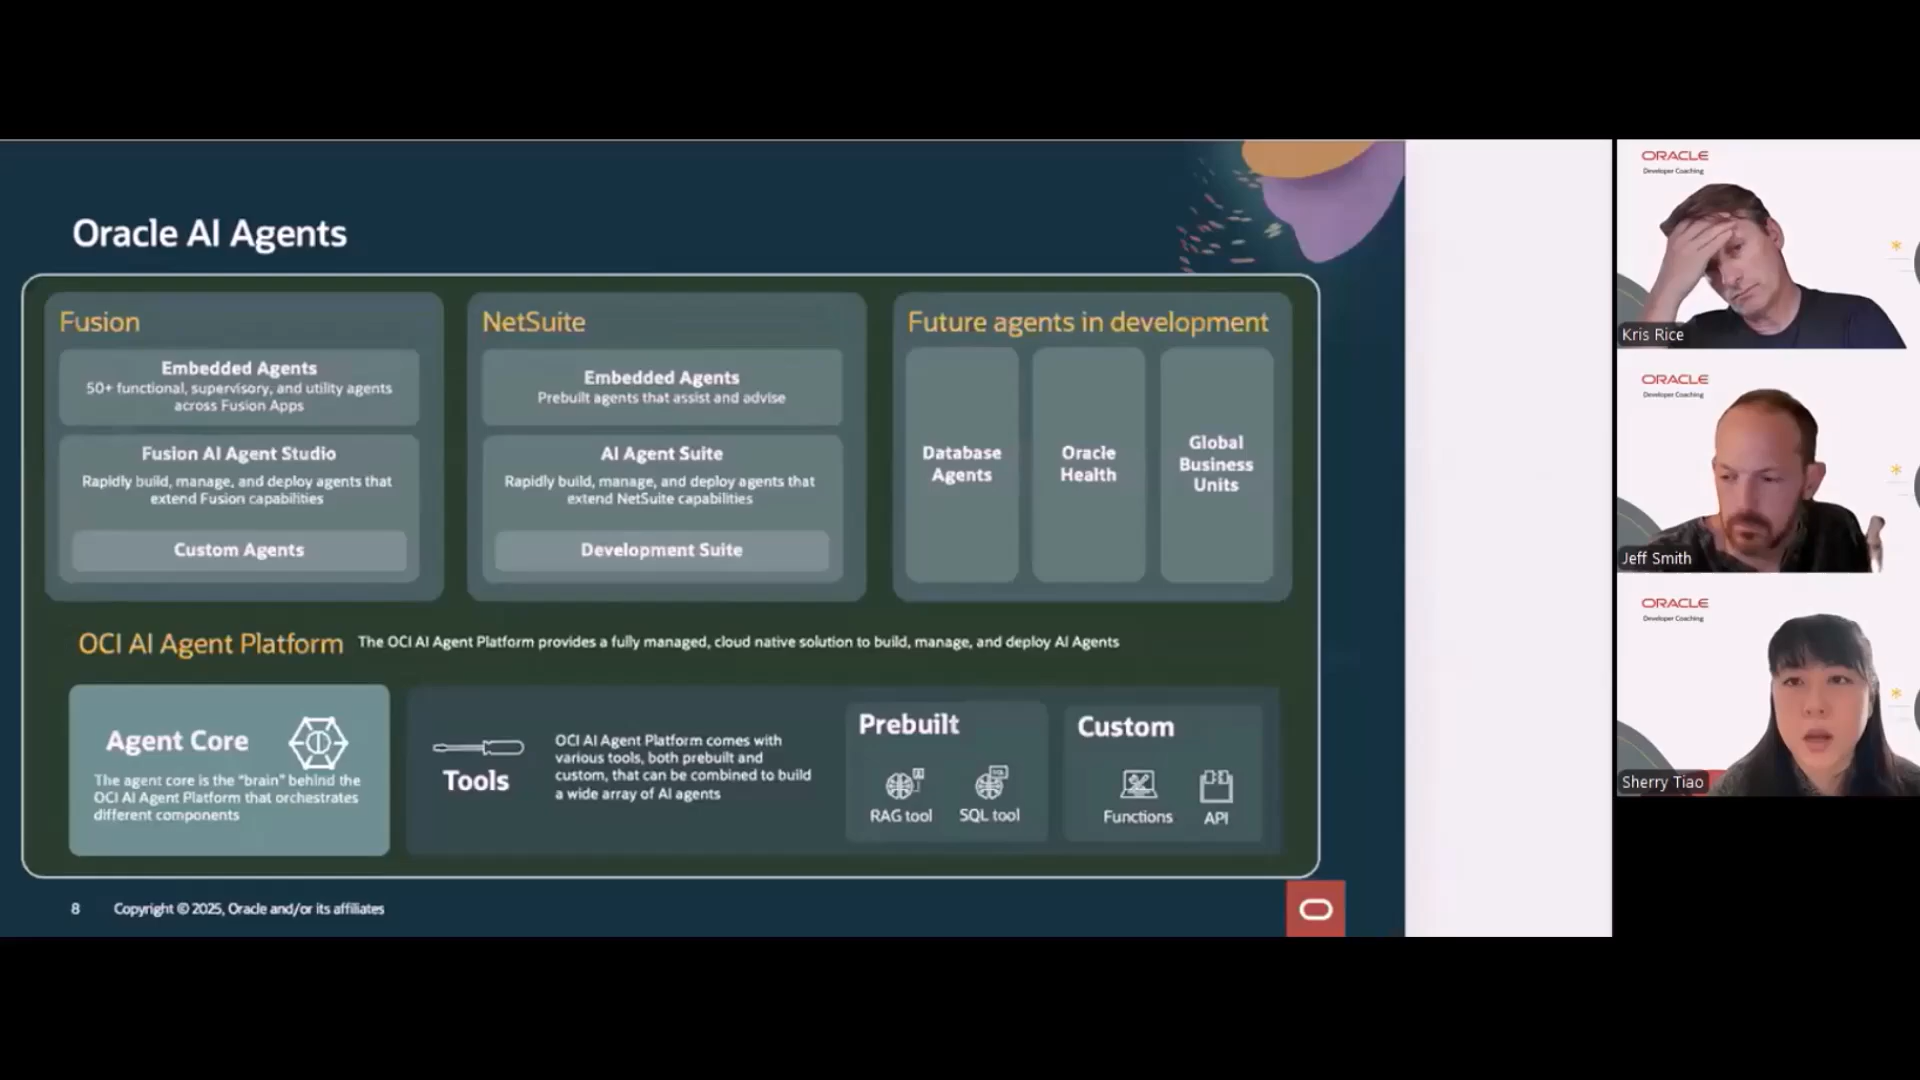 Oracle AI Agents
Fusion
Embedded Agents
50+ functional, supervisory, and utility agents
across Fusion Apps
Fusion AI Agent Studio
Rapidly build, manage, and deploy agents that
extend Fusion capabilities
Custom Agents
NetSuite
Embedded Agents
Prebuilt agents that assist and advise
AI Agent Suite
Rapidly build, manage, and deploy agents that
extend NetSuite capabilities
Development Suite
Future agents in development
Database
Agents
Oracle
Health
Global
Business
Units
OCI AI Agent Platform
The OCI AI Agent Platform provides a fully managed, cloud native solution to build, manage, and deploy AI Agents
Agent Core
The agent core is the "brain" behind the
OCI AI Agent Platform that orchestrates
different components
Tools
OCI AI Agent Platform comes with
various tools, both prebuilt and
custom, that can be combined to build
a wide array of AI agents
Prebuilt
RAG tool
SQL tool
Custom
Functions
API
8
Copyright © 2025, Oracle and/or its affiliates
ORACLE
Developer Coaching
Kris Rice
ORACLE
Developer Coaching
Jeff Smith
ORACLE
Developer Coaching
Sherry Tiao